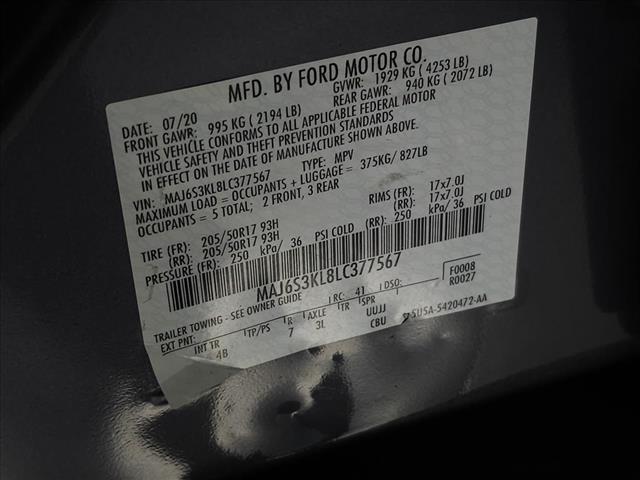 MFD. BY FORD MOTOR CO.
DATE: 07/20 GVWR: 1929 KG ( 4253 LB)
FRONT GAWR: 995 KG ( 2194 LB) REAR GAWR: 940 KG ( 2072 LB)
THIS VEHICLE CONFORMS TO ALL APPLICABLE FEDERAL MOTOR
VEHICLE SAFETY AND THEFT PREVENTION STANDARDS
IN EFFECT ON THE DATE OF MANUFACTURE SHOWN ABOVE.
VIN: MAJ6S3KL8LC377567 TYPE: MPV
MAXIMUM LOAD = OCCUPANTS + LUGGAGE = 375KG/ 827LB
OCCUPANTS = 5 TOTAL; 2 FRONT, 3 REAR
TIRE (FR): 205/50R17 93H RIMS (FR): 17x7.0J
(RR): 205/50R17 93H (RR): 17x7.0J
PRESSURE (FR): 250 kPa/ 36 PSI COLD (RR): 250 kPa/ 36 PSI COLD
MAJ6S3KL8LC377567
TRAILER TOWING - SEE OWNER GUIDE RC: 41 DSO: F0008
R0027
EXT PNT: INT TR TP/PS R AXLE TR SPR
4B 7 3L UUJJ
CBU 5U5A-5420472-AA